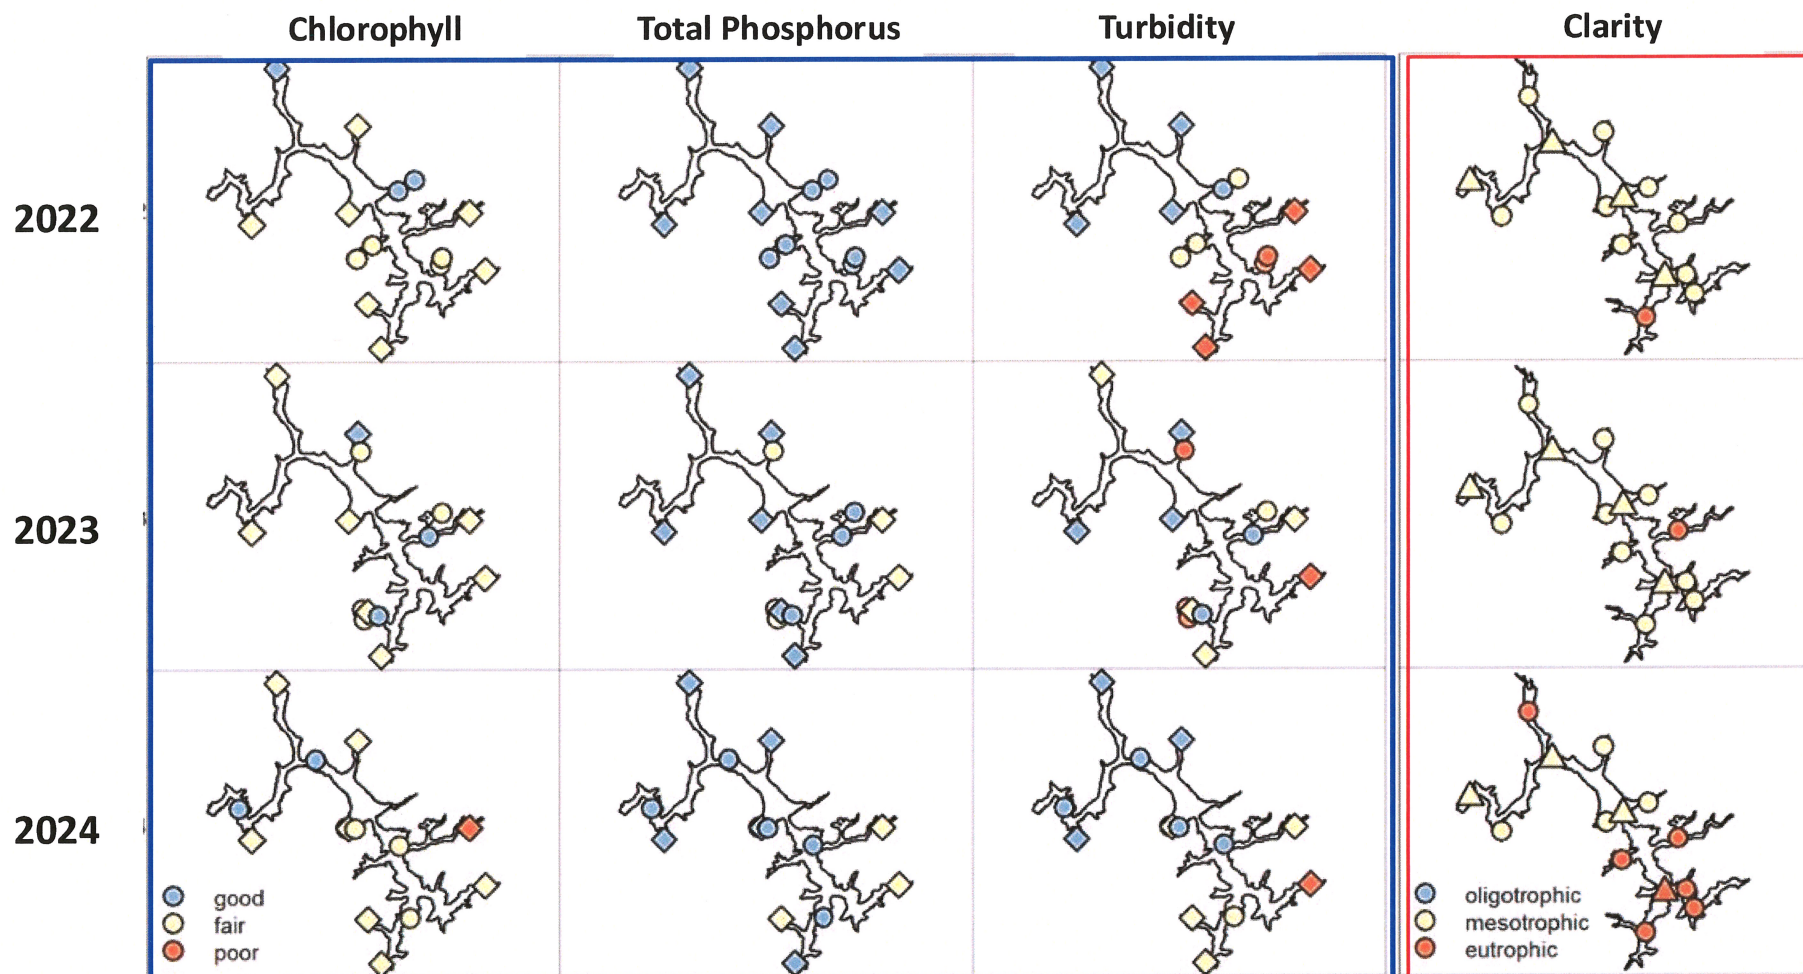 Chlorophyll Total Phosphorus Turbidity Clarity
2022
2023
2024
good
fair
poor
oligotrophic
mesotrophic
eutrophic